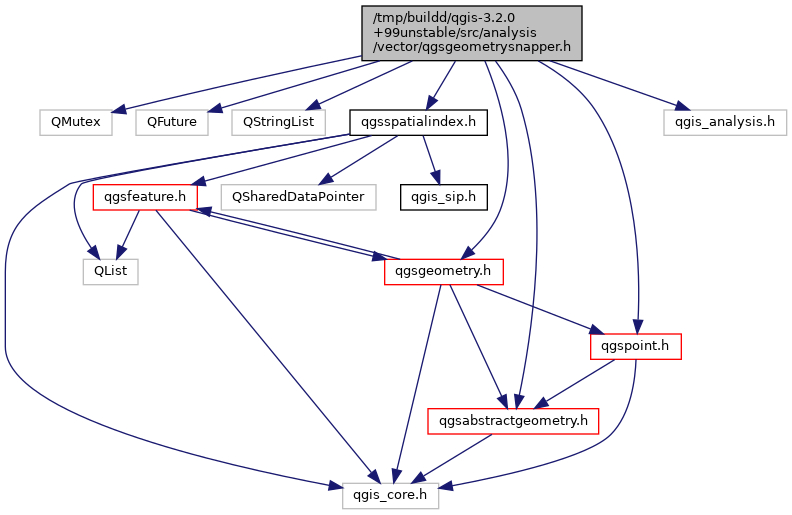 /tmp/buildd/qgis-3.2.0
+99unstable/src/analysis
/vector/qgsgeometrysnapper.h
QMutex
QFuture
QStringList
qgsspatialindex.h
qgis_analysis.h
qgsfeature.h
QSharedDataPointer
qgis_sip.h
QList
qgsgeometry.h
qgspoint.h
qgsabstractgeometry.h
qgis_core.h